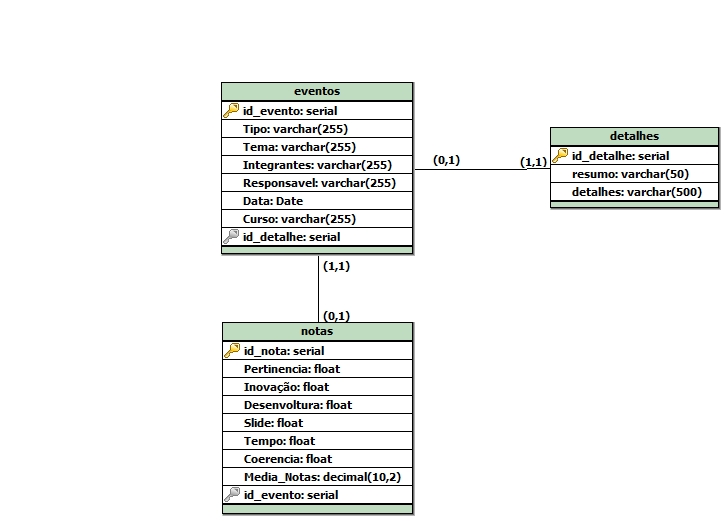 eventos
id_evento: serial
Tipo: varchar(255)
Tema: varchar(255)
Integrantes: varchar(255)
Responsavel: varchar(255)
Data: Date
Curso: varchar(255)
id_detalhe: serial
(0,1)
(1,1)
detalhes
id_detalhe: serial
resumo: varchar(50)
detalhes: varchar(500)
(1,1)
(0,1)
notas
id_nota: serial
Pertinencia: float
Inovação: float
Desenvoltura: float
Slide: float
Tempo: float
Coerencia: float
Media_Notas: decimal(10,2)
id_evento: serial